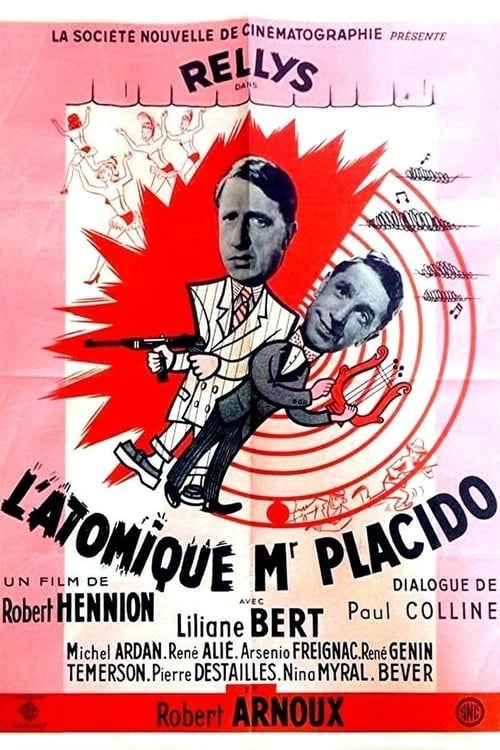 LA SOCIÉTÉ NOUVELLE DE CINÉMATOGRAPHIE PRÉSENTE
RELLYS
DANS
L'ATOMIQUE Mr PLACIDO
UN FILM DE
Robert HENNION
AVEC
Liliane BERT
DIALOGUE DE
Paul COLLINE
Michel ARDAN. René ALIÉ. Arsenio FREIGNAC. René GENIN
TEMERSON. Pierre DESTAILLES. Nina MYRAL. BEVER
ET
Robert ARNOUX
SNC